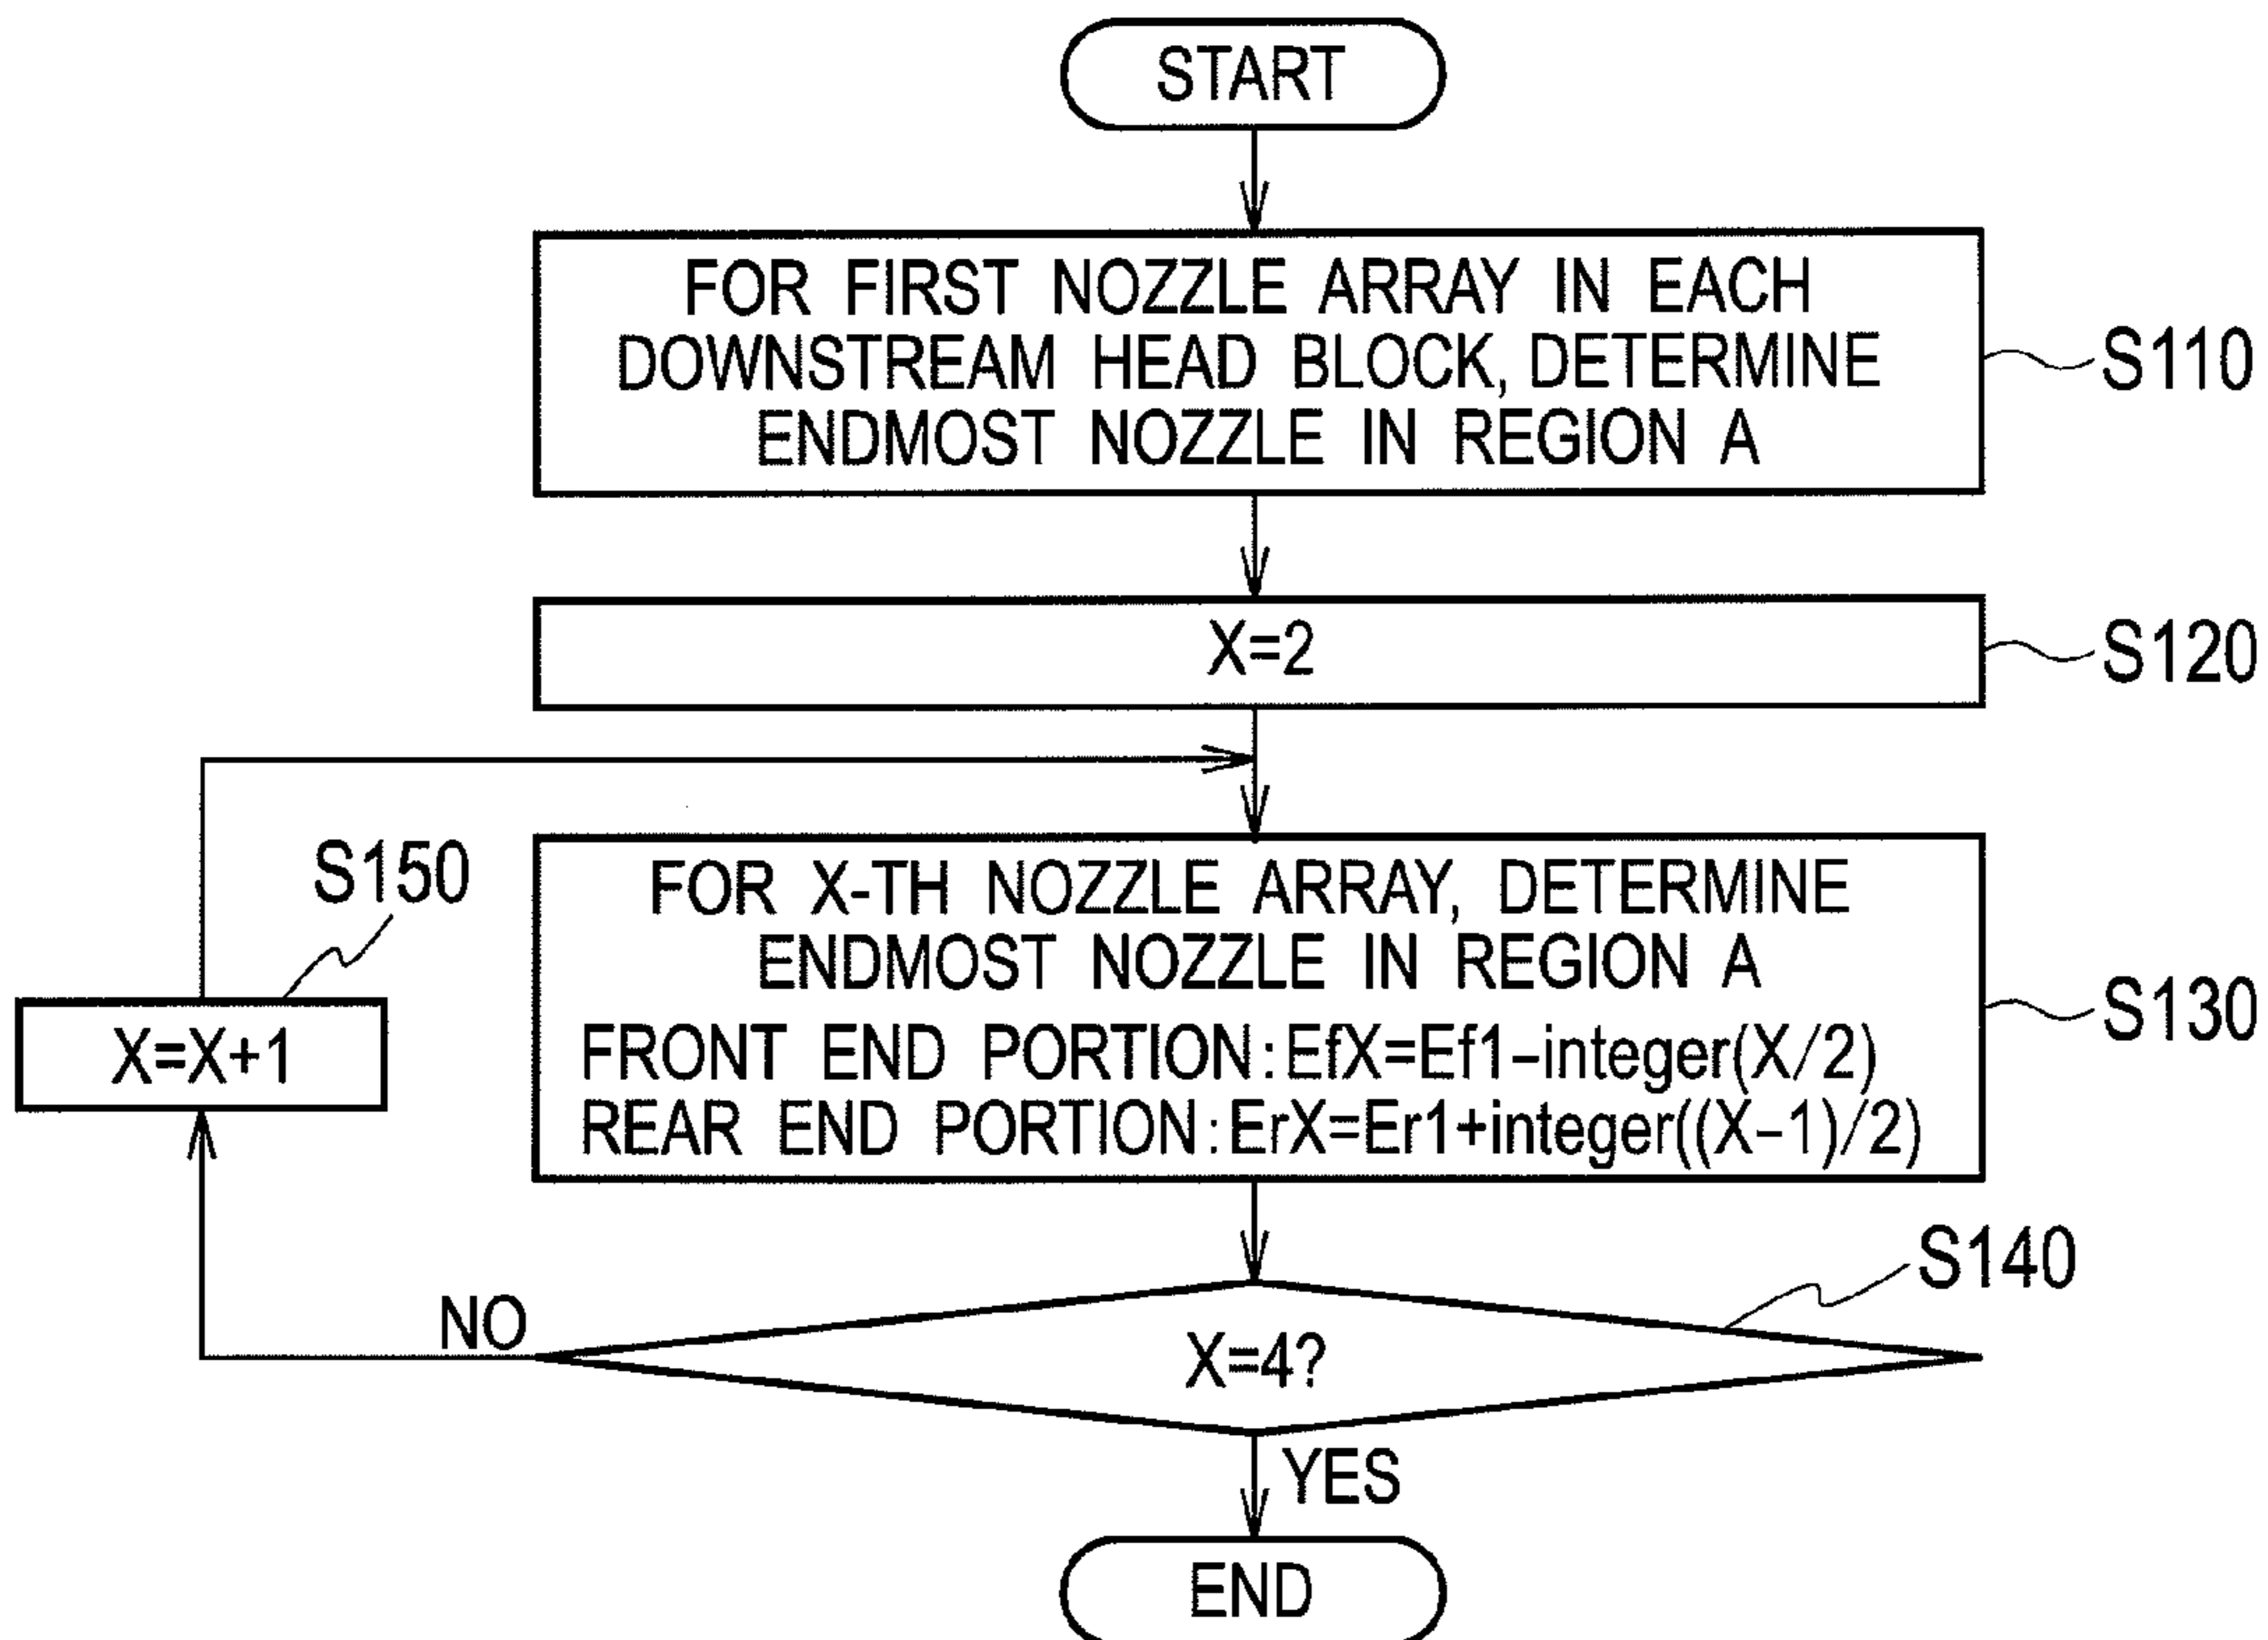 START
FOR FIRST NOZZLE ARRAY IN EACH
DOWNSTREAM HEAD BLOCK, DETERMINE
ENDMOST NOZZLE IN REGION A
S110
X=2
S120
S150
X=X+1
FOR X-TH NOZZLE ARRAY, DETERMINE
ENDMOST NOZZLE IN REGION A
FRONT END PORTION:EfX=Ef1-integer(X/2)
REAR END PORTION:ErX=Er1+integer((X-1)/2)
S130
S140
X=4?
NO
YES
END